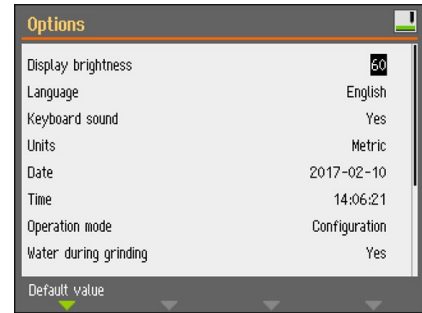 Options
Display brightness 60
Language English
Keyboard sound Yes
Units Metric
Date 2017-02-10
Time 14:06:21
Operation mode Configuration
Water during grinding Yes
Default value